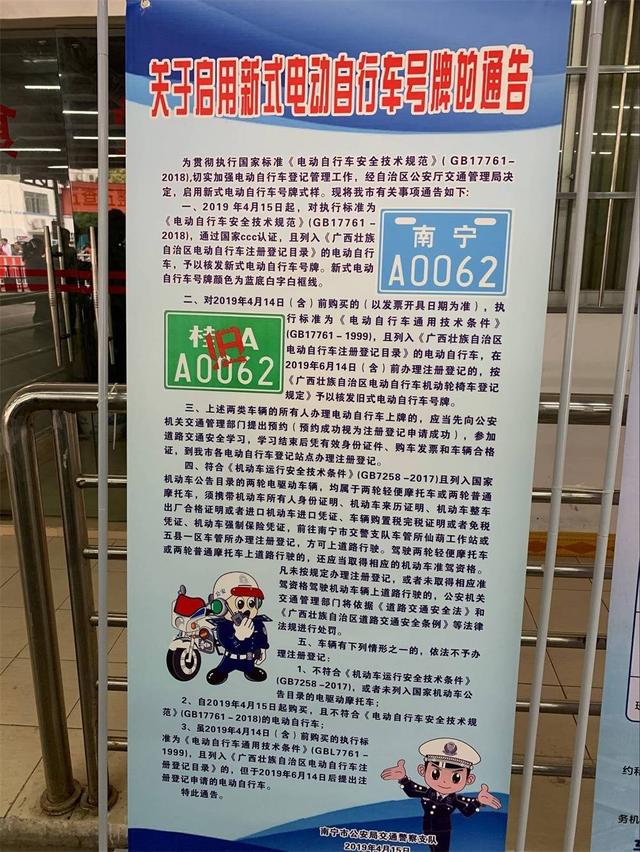 关于启用新式电动自行车号牌的通告
为贯彻执行国家标准《电动自行车安全技术规范》(GB17761-
2018),切实加强电动自行车登记管理工作，经自治区公安厅交通管理局决
定，启用新式电动自行车号牌式样。现将我市有关事项通告如下:
一、2019年4月15日起，对执行标准为
《电动自行车安全技术规范》(GB17761-
2018)，通过国家ccc认证，且列入《广西壮族
自治区电动自行车注册登记目录》的电动自行
车，予以核发新式电动自行车号牌。新式电动
自行车号牌颜色为蓝底白字白框线。
南宁
A0062
二、对2019年4月14日（含）前购买的（以发票开具日期为准），执
行标准为《电动自行车通用技术条件》
(GB17761-1999)，且列入《广西壮族自治区
电动自行车注册登记目录》的电动自行车，在
2019年6月14日（含）前办理注册登记的，按
《广西壮族自治区电动自行车机动轮椅车登记
规定》予以核发旧式电动自行车号牌。
桂A
旧
A0062
三、上述两类车辆的所有人办理电动自行车上牌的，应当先向公安
机关交通管理部门提出预约（预约成功视为注册登记申请成功），参加
道路交通安全学习，学习结束后凭有效身份证件、购车发票和车辆合格
证，到我市各电动自行车登记站点办理注册登记。
四、符合《机动车运行安全技术条件》(GB7258-2017)且列入国家
机动车公告目录的两轮电驱动车辆，均属于两轮轻便摩托车或两轮普通
摩托车，须携带机动车所有人身份证明、机动车来历证明、机动车整车
出厂合格证明或者进口机动车进口凭证、车辆购置税完税证明或者免税
凭证、机动车强制保险凭证，前往南宁市交警支队车管所仙葫工作站或
五县一区车管所办理注册登记，方可上道路行驶。驾驶两轮轻便摩托车
或两轮普通摩托车上道路行驶的，还应当取得相应的机动车准驾资格。
凡未按规定办理注册登记，或者未取得相应准
驾资格驾驶机动车辆上道路行驶的，公安机关
交通管理部门将依据《道路交通安全法》和
《广西壮族自治区道路交通安全条例》等法律
法规进行处罚。
五、车辆有下列情形之一的，依法不予办
理注册登记：
1、不符合《机动车运行安全技术条件》
(GB7258-2017)，或者未列入国家机动车公
告目录的电驱动摩托车；
2、自2019年4月15日起购买，且不符合《电动自行车安全技术规
范》(GB17761-2018)的电动自行车；
3、虽2019年4月14日（含）前购买的执行标
准为《电动自行车通用技术条件》(GBL7761-
1999)，且列入《广西壮族自治区电动自行车注
册登记目录》的，但于2019年6月14日后提出注
册登记申请的电动自行车。
特此通告。
南宁市公安局交通警察支队
2019年4月15日